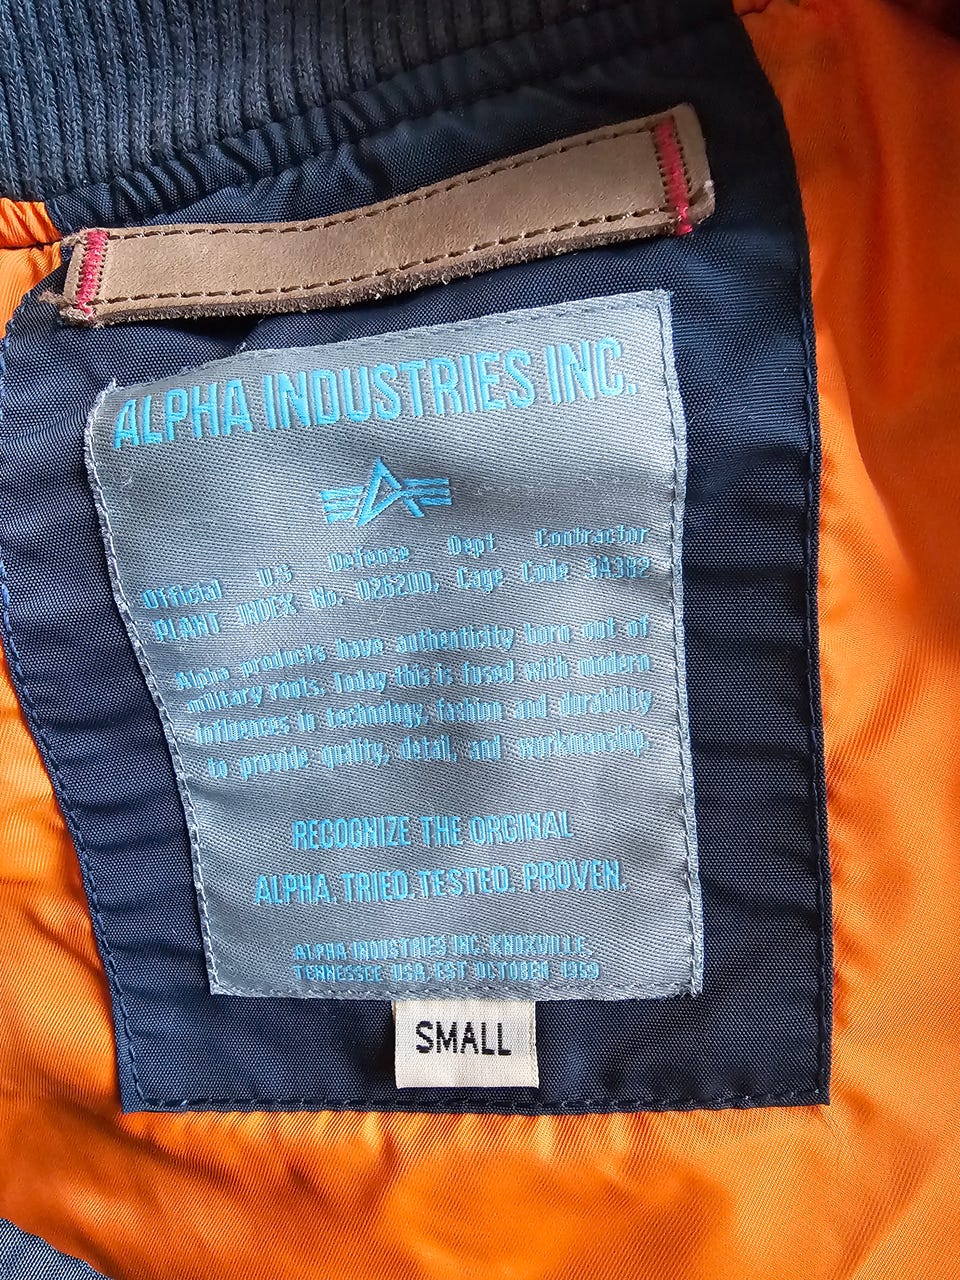 ALPHA INDUSTRIES INC.
Official U.S Defense Dept Contractor
PLANT INDEX No. 026200, Cage Code 3A382
Alpha products have authenticity born out of
military roots. Today this is fused with modern
influences in technology, fashion and durability
to provide quality, detail, and workmanship.
RECOGNIZE THE ORGINAL
ALPHA. TRIED. TESTED. PROVEN.
ALPHA INDUSTRIES INC. KNOXVILLE,
TENNESSEE USA, EST OCTOBER 1959
SMALL